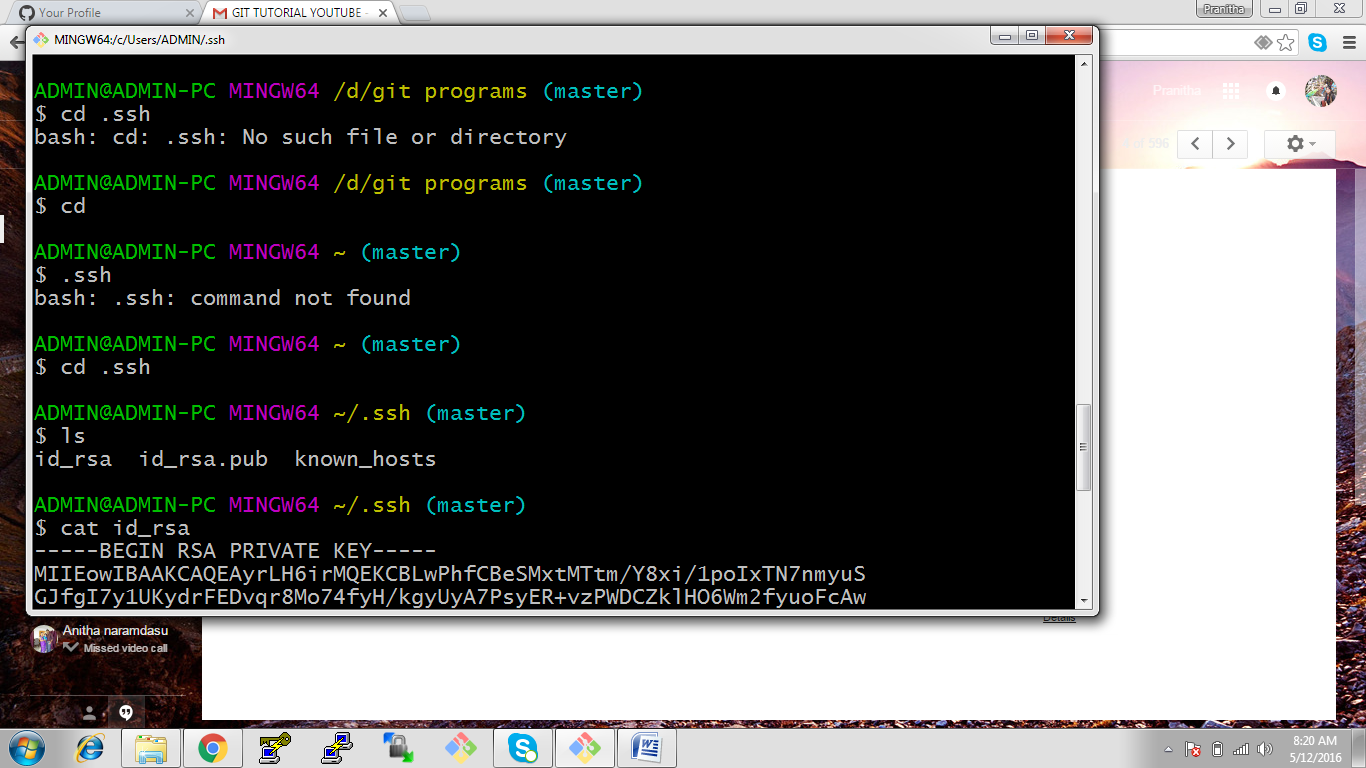 Your Profile
GIT TUTORIAL YOUTUBE -
Pranitha
MINGW64:/c/Users/ADMIN/.ssh
ADMIN@ADMIN-PC MINGW64 /d/git programs (master)
$ cd .ssh
bash: cd: .ssh: No such file or directory
ADMIN@ADMIN-PC MINGW64 /d/git programs (master)
$ cd
ADMIN@ADMIN-PC MINGW64 ~ (master)
$ .ssh
bash: .ssh: command not found
ADMIN@ADMIN-PC MINGW64 ~ (master)
$ cd .ssh
ADMIN@ADMIN-PC MINGW64 ~/.ssh (master)
$ ls
id_rsa id_rsa.pub known_hosts
ADMIN@ADMIN-PC MINGW64 ~/.ssh (master)
$ cat id_rsa
-----BEGIN RSA PRIVATE KEY-----
MIIEowIBAAKCAQEAyrLH6irMQEKCBLwPhfCBeSMxtMTtm/Y8xi/1poIxTN7nmyuS
GJfgI7y1UKydrFEDvqr8Mo74fyH/kgyUyA7PsyER+vzPWDCZklHO6Wm2fyuoFcAw
Pranitha
of 596
Details
Anitha naramdasu
Missed video call
8:20 AM
5/12/2016